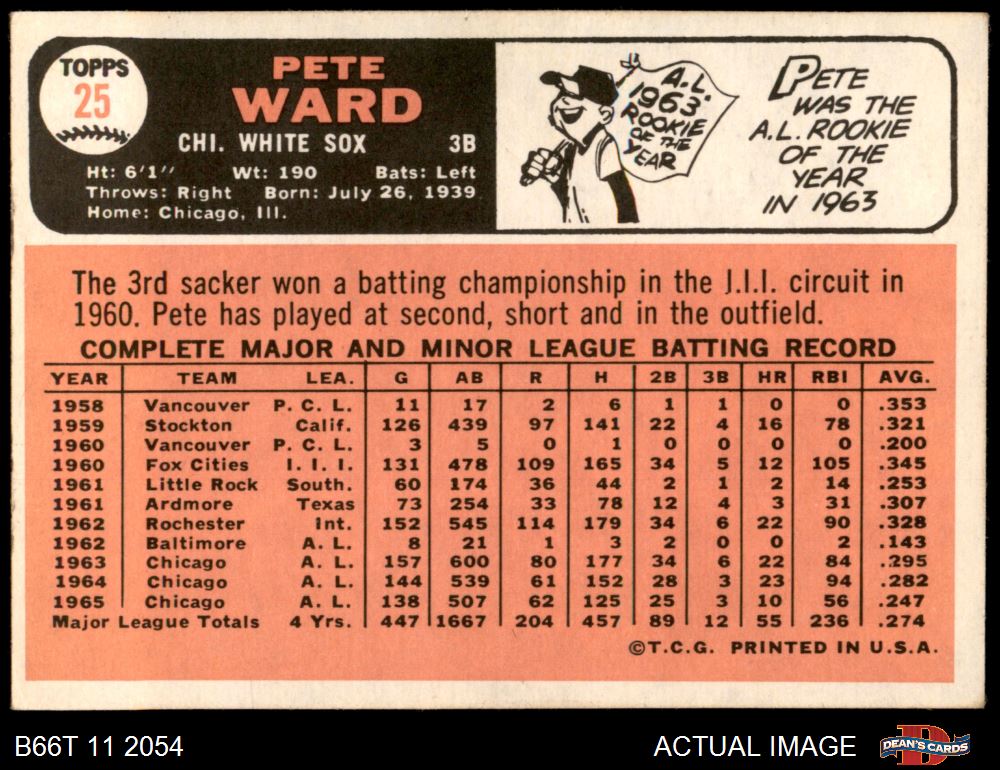 TOPPS
25
PETE
WARD
CHI. WHITE SOX 3B
Ht: 6'1" Wt: 190 Bats: Left
Throws: Right Born: July 26, 1939
Home: Chicago, Ill.
A.L.
1963
ROOKIE
OF THE
YEAR
PETE
WAS THE
A.L. ROOKIE
OF THE
YEAR
IN 1963
The 3rd sacker won a batting championship in the J.I.I. circuit in
1960. Pete has played at second, short and in the outfield.
COMPLETE MAJOR AND MINOR LEAGUE BATTING RECORD
YEAR TEAM LEA. G AB R H 2B 3B HR RBI AVG.
1958 Vancouver P. C. L. 11 17 2 6 1 1 0 0 .353
1959 Stockton Calif. 126 439 97 141 22 4 16 78 .321
1960 Vancouver P. C. L. 3 5 0 1 0 0 0 0 .200
1960 Fox Cities I. I. I. 131 478 109 165 34 5 12 105 .345
1961 Little Rock South. 60 174 36 44 2 1 2 14 .253
1961 Ardmore Texas 73 254 33 78 12 4 3 31 .307
1962 Rochester Int. 152 545 114 179 34 6 22 90 .328
1962 Baltimore A. L. 8 21 1 3 2 0 0 2 .143
1963 Chicago A. L. 157 600 80 177 34 6 22 84 .295
1964 Chicago A. L. 144 539 61 152 28 3 23 94 .282
1965 Chicago A. L. 138 507 62 125 25 3 10 56 .247
Major League Totals 4 Yrs. 447 1667 204 457 89 12 55 236 .274
©T.C.G. PRINTED IN U.S.A.
B66T 11 2054 ACTUAL IMAGE
D
DEAN'S CARDS